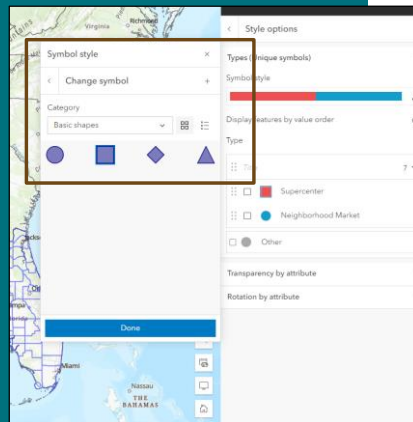 Virginia
Richmond
Symbol style
Change symbol
Category
Basic shapes
Done
Miami
Nassau
THE
BAHAMAS
Style options
Types (Unique symbols)
Symbol style
Display features by value order
Type
7
Supercenter
Neighborhood Market
Other
Transparency by attribute
Rotation by attribute